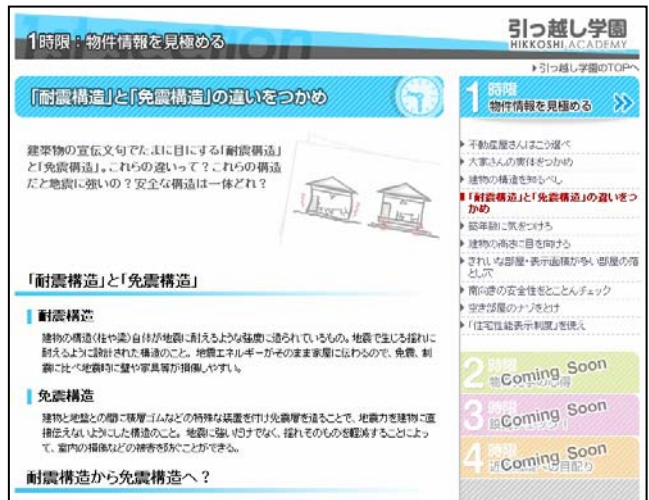 1時限：物件情報を見極める
引っ越し学園
HIKKOSHI ACADEMY
引っ越し学園のTOPへ
「耐震構造」と「免震構造」の違いをつかめ
建築物の宣伝文句でたまに目にする「耐震構造」
と「免震構造」。これらの違いって？これらの構造
だと地震に強いの？安全な構造は一体どれ？
「耐震構造」と「免震構造」
耐震構造
建物の構造（柱や梁）自体が地震に耐えるような強度に造られているもの。地震で生じる揺れに
耐えるように設計された構造のこと。地震エネルギーがそのまま家屋に伝わるので、免震、制
震に比べ地震時に壁や家具等が損傷しやすい。
免震構造
建物と地盤との間に積層ゴムなどの特殊な装置を付け免震層を造ることで、地震力を建物に直
接伝えないようにした構造のこと。地震に強いだけでなく、揺れそのものを軽減することによっ
て、室内の損傷などの被害を防ぐことができる。
耐震構造から免震構造へ？
1 時限
物件情報を見極める
不動産屋さんはこう選べ
大家さんの実体をつかめ
建物の構造を知るべし
「耐震構造」と「免震構造」の違いをつ
かめ
築年数に気をつけろ
建物の高さに目を向けろ
きれいな部屋・表示面積が多い部屋の落
とし穴
南向きの安全性をとことんチェック
空き部屋のナゾをとけ
「住宅性能表示制度」を使え
2 時限
Coming Soon
3 時限
Coming Soon
4 時限
Coming Soon